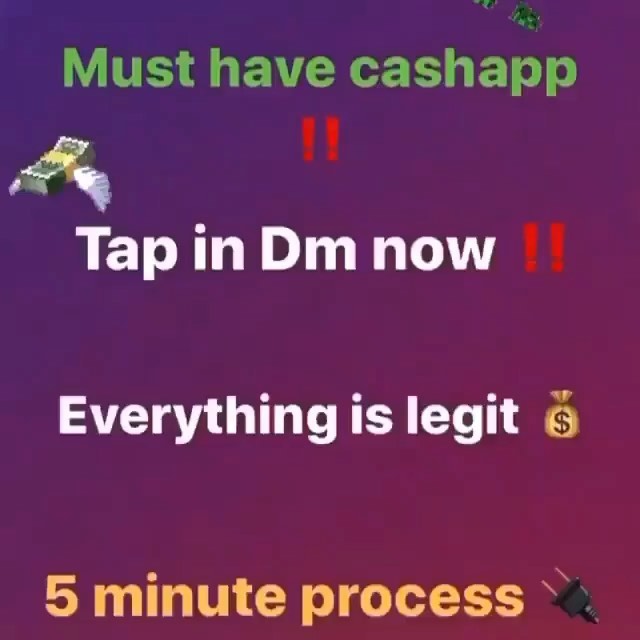 Must have cashapp
‼️
Tap in Dm now ‼️
Everything is legit 💰
5 minute process 🔌